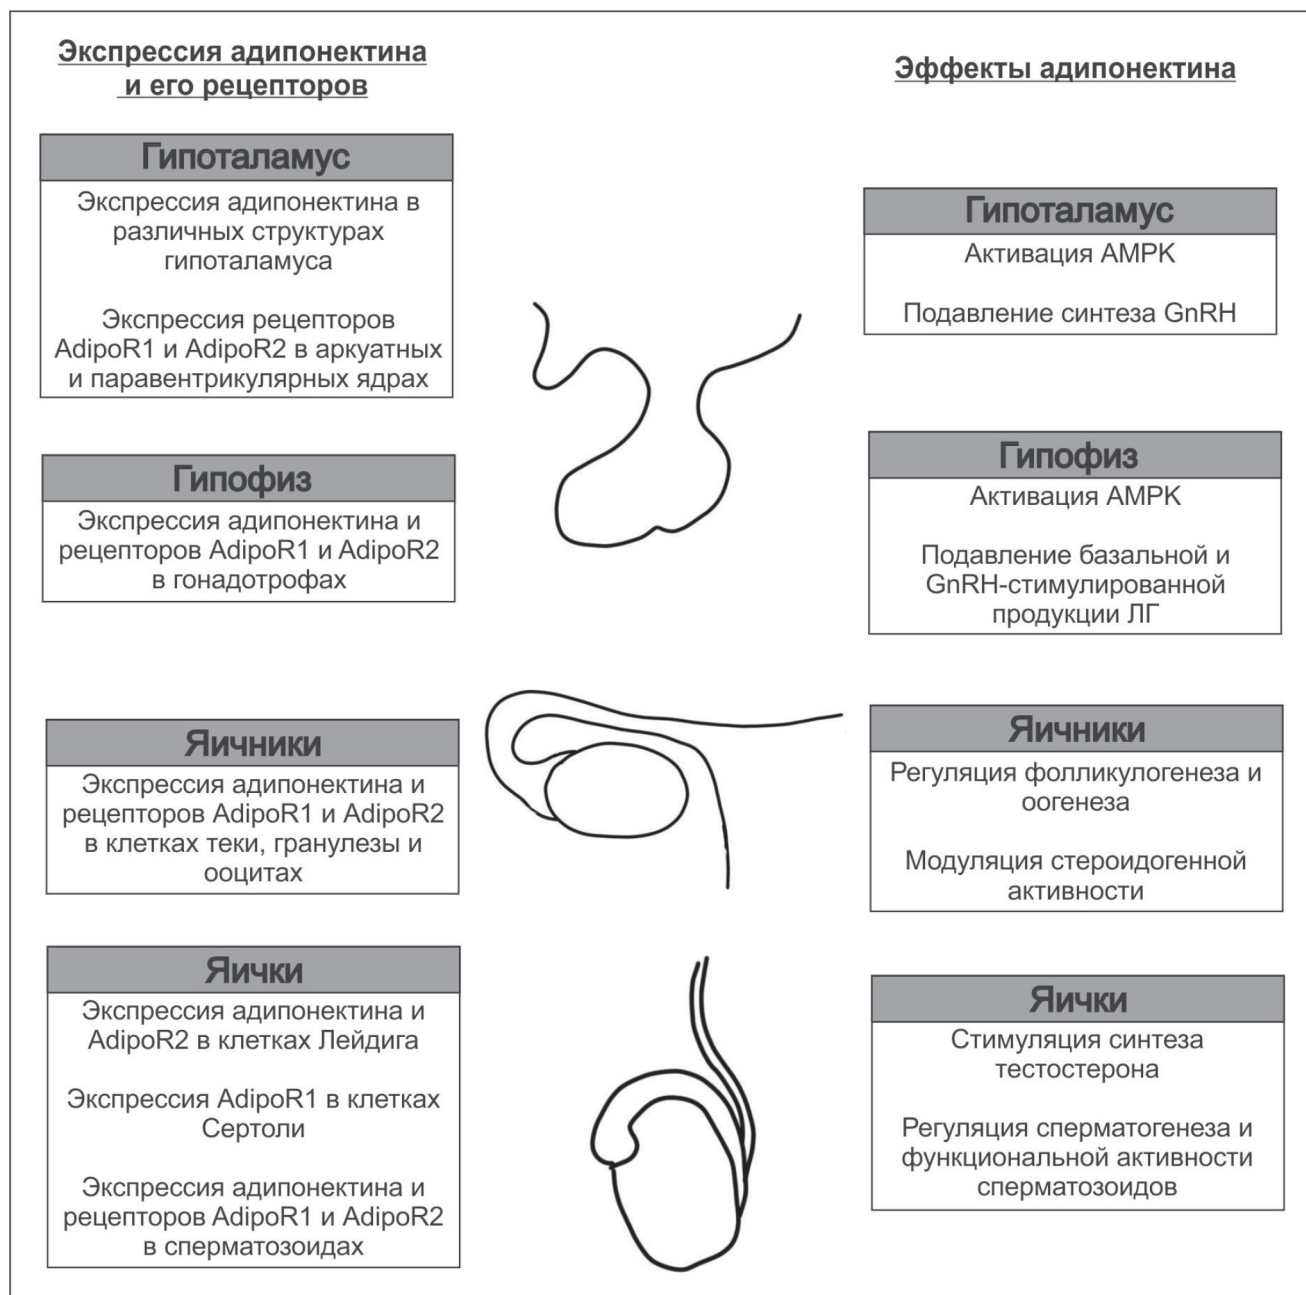 Экспрессия адипонектина
и его рецепторов
Гипоталамус
Экспрессия адипонектина в
различных структурах
гипоталамуса
Экспрессия рецепторов
AdipoR1 и AdipoR2 в аркуатных
и паравентрикулярных ядрах
Гипофиз
Экспрессия адипонектина и
рецепторов AdipoR1 и AdipoR2
в гонадотрофах
Яичники
Экспрессия адипонектина и
рецепторов AdipoR1 и AdipoR2
в клетках теки, гранулезы и
ооцитах
Яички
Экспрессия адипонектина и
AdipoR2 в клетках Лейдига
Экспрессия AdipoR1 в клетках
Сертоли
Экспрессия адипонектина и
рецепторов AdipoR1 и AdipoR2
в сперматозоидах
Эффекты адипонектина
Гипоталамус
Активация AMPK
Подавление синтеза GnRH
Гипофиз
Активация AMPK
Подавление базальной и
GnRH-стимулированной
продукции ЛГ
Яичники
Регуляция фолликулогенеза и
оогенеза
Модуляция стероидогенной
активности
Яички
Стимуляция синтеза
тестостерона
Регуляция сперматогенеза и
функциональной активности
сперматозоидов